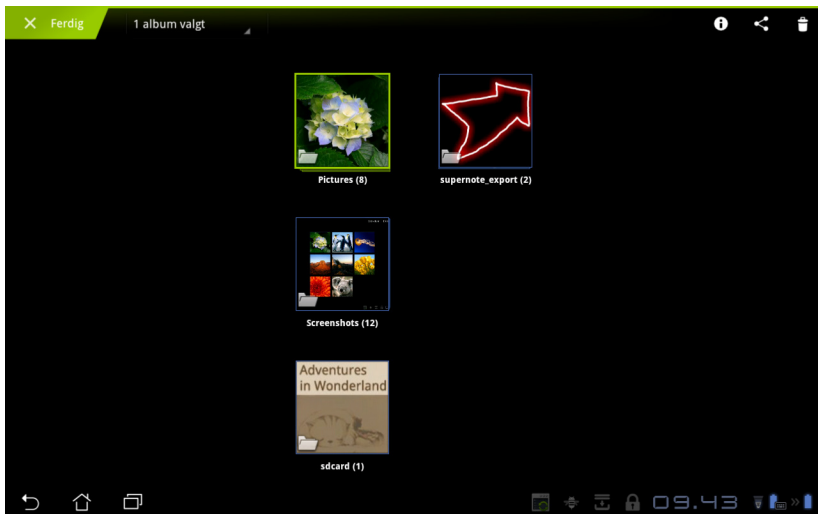 Ferdig
1 album valgt
Pictures (8)
supernote_export (2)
Screenshots (12)
Adventures
in Wonderland
sdcard (1)
09.43